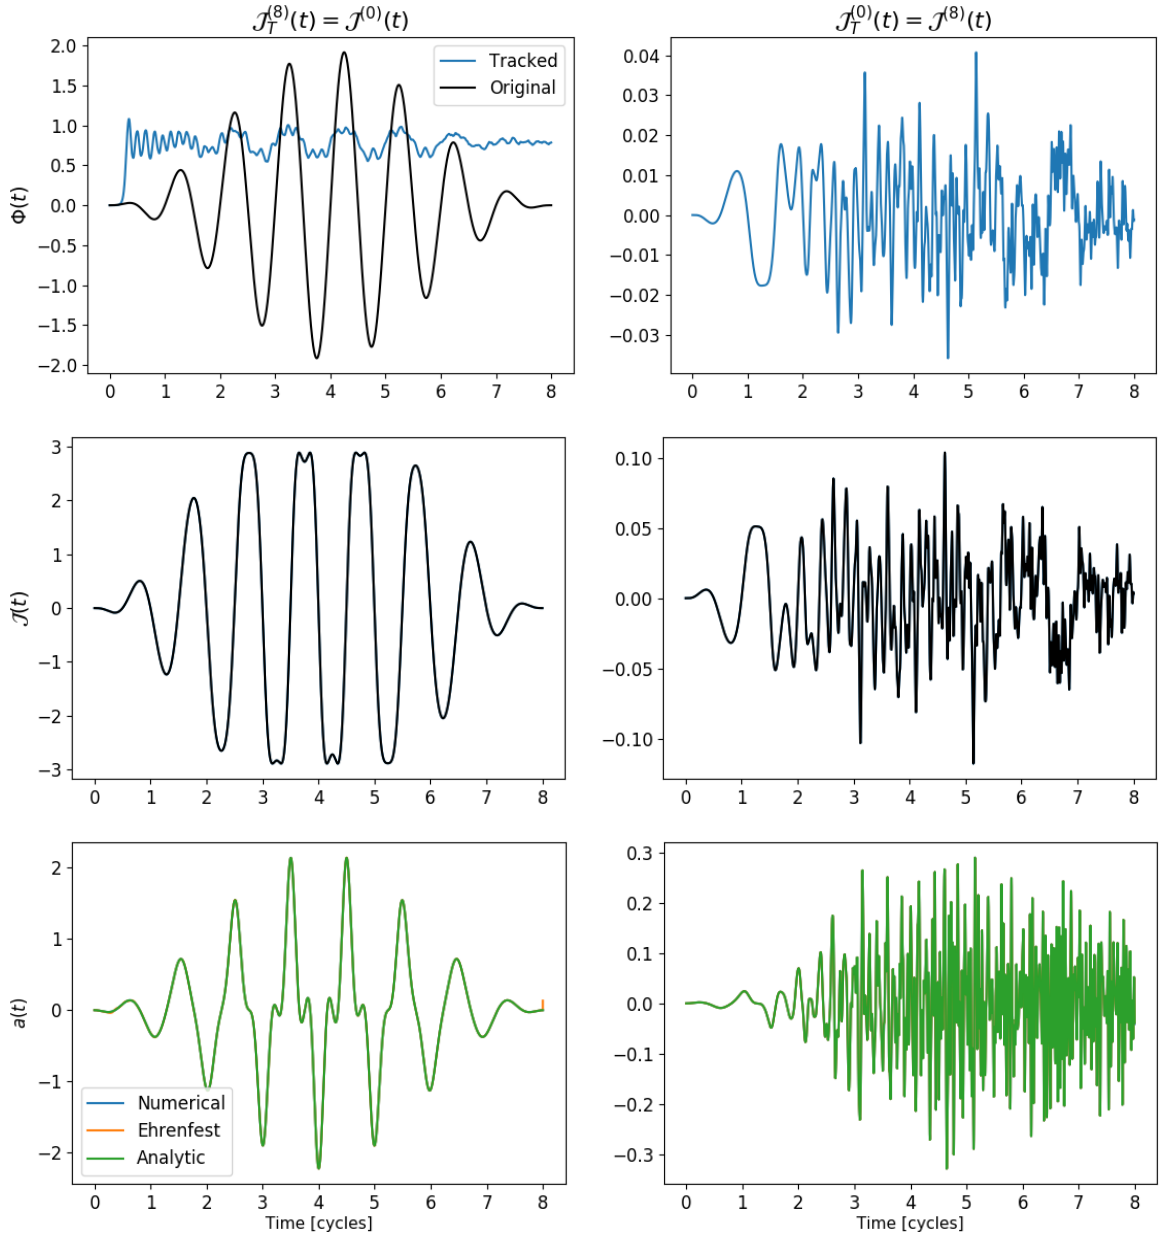 𝒥_T^(8)(t) = 𝒥^(0)(t)
𝒥_T^(0)(t) = 𝒥^(8)(t)
Φ(t)
2.0
1.5
1.0
0.5
0.0
−0.5
−1.0
−1.5
−2.0
Tracked
Original
0 1 2 3 4 5 6 7 8
0.04
0.03
0.02
0.01
0.00
−0.01
−0.02
−0.03
0 1 2 3 4 5 6 7 8
𝒥(t)
3
2
1
0
−1
−2
−3
0 1 2 3 4 5 6 7 8
0.10
0.05
0.00
−0.05
−0.10
0 1 2 3 4 5 6 7 8
a(t)
2
1
0
−1
−2
Numerical
Ehrenfest
Analytic
0 1 2 3 4 5 6 7 8
Time [cycles]
0.3
0.2
0.1
0.0
−0.1
−0.2
−0.3
0 1 2 3 4 5 6 7 8
Time [cycles]